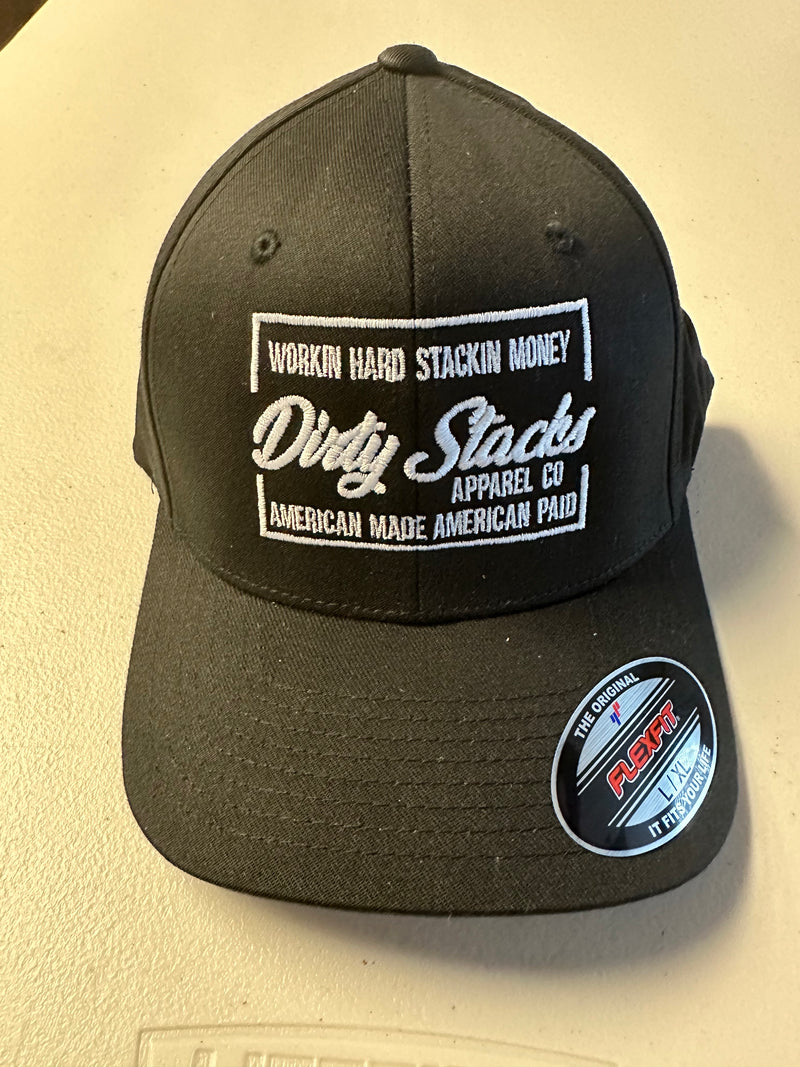 WORKIN HARD STACKIN MONEY
Dirty Stacks
APPAREL CO
AMERICAN MADE AMERICAN PAID
THE ORIGINAL
FLEXFIT
L / XL
IT FITS YOUR LIFE